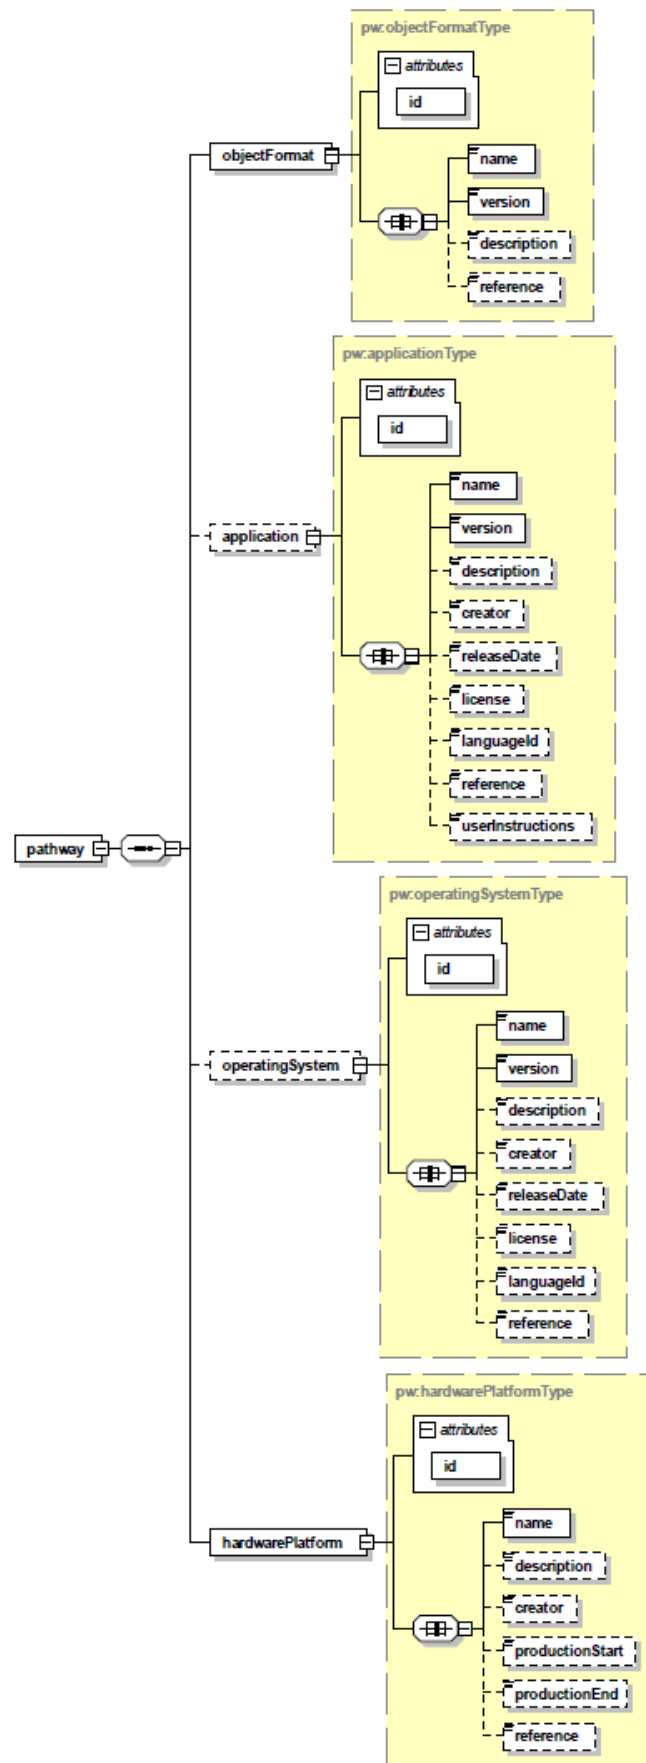 pw:objectFormatType
attributes
id
objectFormat
name
version
description
reference
pw:applicationType
attributes
id
name
version
application
description
creator
releaseDate
license
languageId
reference
userInstructions
pathway
pw:operatingSystemType
attributes
id
name
operatingSystem
version
description
creator
releaseDate
license
languageId
reference
pw:hardwarePlatformType
attributes
id
name
hardwarePlatform
description
creator
productionStart
productionEnd
reference